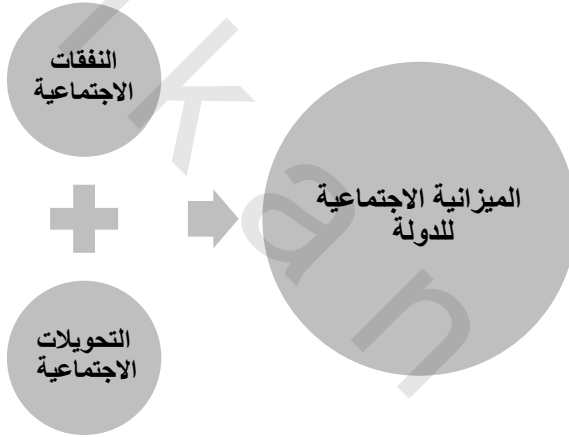 النفقات
الاجتماعية
الميزانية الاجتماعية
للدولة
التحويلات
الاجتماعية
k a n